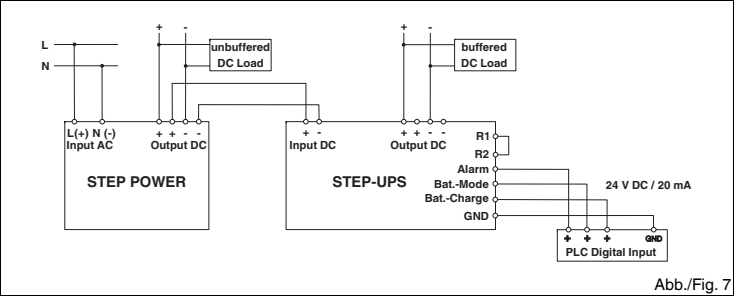 + - + -
L unbuffered buffered
N DC Load DC Load
L(+) N (-) + + - - + - + + - -
Input AC Output DC Input DC Output DC
R1
R2
STEP POWER STEP-UPS
Alarm
Bat.-Mode 24 V DC / 20 mA
Bat.-Charge
GND
+ + + GND
PLC Digital Input
Abb./Fig. 7